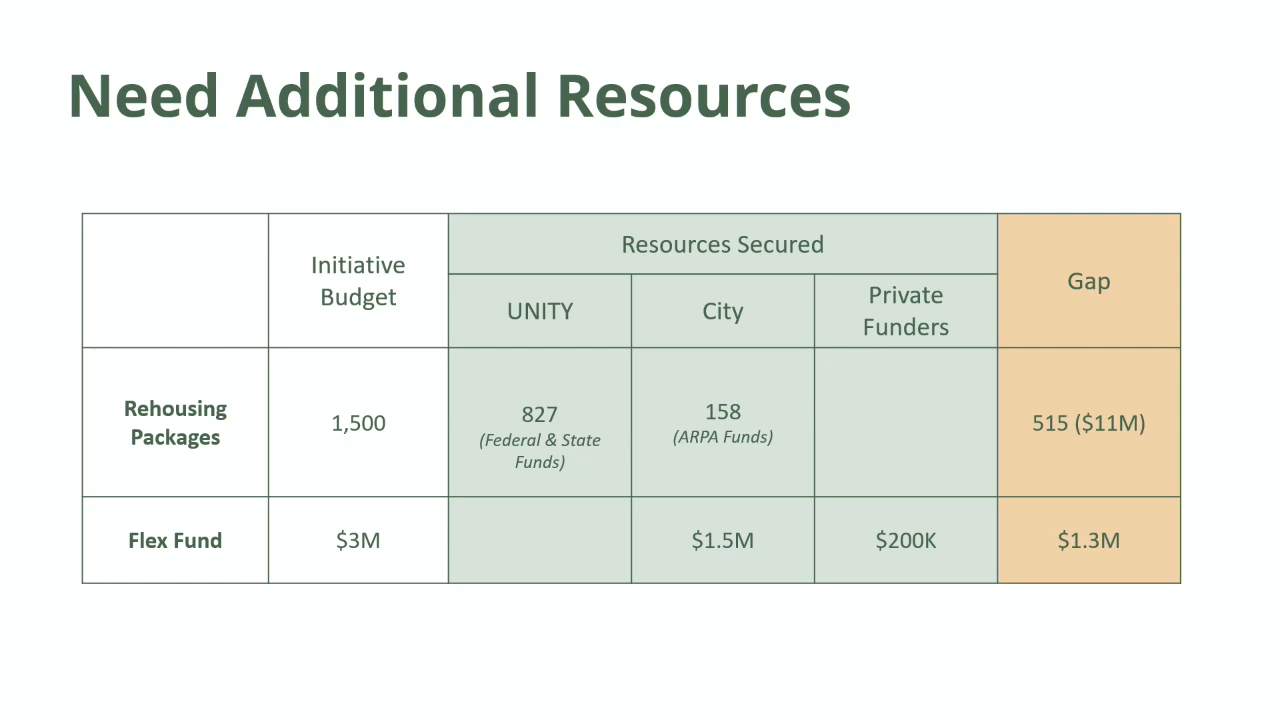 Need Additional Resources
Initiative
Budget
Resources Secured
Gap
UNITY
City
Private
Funders
Rehousing
Packages
1,500
827
(Federal & State
Funds)
158
(ARPA Funds)
515 ($11M)
Flex Fund
$3M
$1.5M
$200K
$1.3M